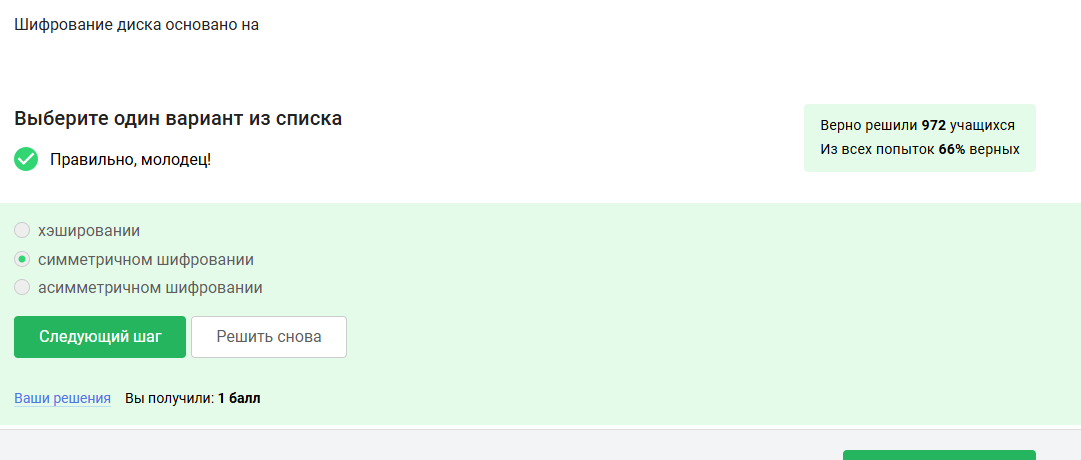 Шифрование диска основано на
Выберите один вариант из списка
Правильно, молодец!
Верно решили 972 учащихся
Из всех попыток 66% верных
хэшировании
симметричном шифровании
асимметричном шифровании
Следующий шаг
Решить снова
Ваши решения Вы получили: 1 балл